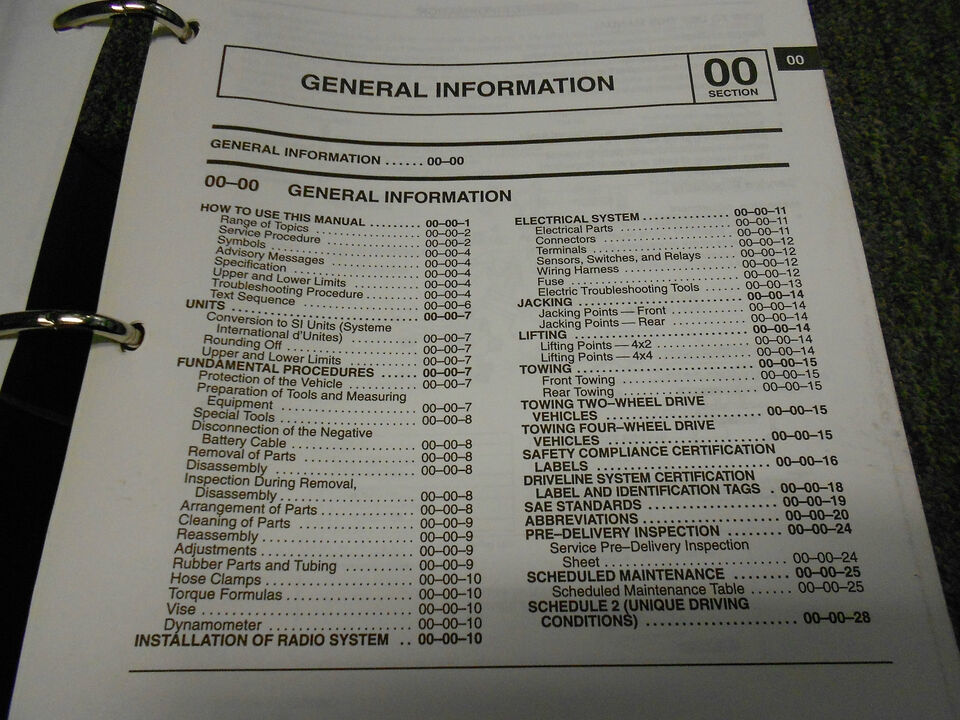 GENERAL INFORMATION
00
SECTION
00
GENERAL INFORMATION ...... 00–00
00–00 GENERAL INFORMATION
HOW TO USE THIS MANUAL ........ 00–00–1
Range of Topics ................ 00–00–2
Service Procedure .............. 00–00–2
Symbols ........................ 00–00–4
Advisory Messages .............. 00–00–4
Specification .................. 00–00–4
Upper and Lower Limits ......... 00–00–4
Troubleshooting Procedure ........ 00–00–4
Text Sequence .................. 00–00–6
UNITS .......................... 00–00–7
Conversion to SI Units (Systeme
International d'Unites) .......... 00–00–7
Rounding Off ................... 00–00–7
Upper and Lower Limits ......... 00–00–7
FUNDAMENTAL PROCEDURES ...... 00–00–7
Protection of the Vehicle .......... 00–00–7
Preparation of Tools and Measuring
Equipment ..................... 00–00–7
Special Tools ................... 00–00–8
Disconnection of the Negative
Battery Cable .................. 00–00–8
Removal of Parts ................ 00–00–8
Disassembly .................... 00–00–8
Inspection During Removal,
Disassembly .................... 00–00–8
Arrangement of Parts ............. 00–00–8
Cleaning of Parts ................ 00–00–9
Reassembly ..................... 00–00–9
Adjustments .................... 00–00–9
Rubber Parts and Tubing .......... 00–00–9
Hose Clamps .................... 00–00–10
Torque Formulas ................. 00–00–10
Vise ........................... 00–00–10
Dynamometer ................... 00–00–10
INSTALLATION OF RADIO SYSTEM .. 00–00–10
ELECTRICAL SYSTEM .............. 00–00–11
Electrical Parts ................. 00–00–11
Connectors ..................... 00–00–11
Terminals ...................... 00–00–12
Sensors, Switches, and Relays ..... 00–00–12
Wiring Harness .................. 00–00–12
Fuse ........................... 00–00–12
Electric Troubleshooting Tools ...... 00–00–13
JACKING ........................ 00–00–14
Jacking Points — Front ........... 00–00–14
Jacking Points — Rear ............ 00–00–14
LIFTING ........................ 00–00–14
Lifting Points — 4x2 .............. 00–00–14
Lifting Points — 4x4 .............. 00–00–14
TOWING ......................... 00–00–15
Front Towing .................... 00–00–15
Rear Towing .................... 00–00–15
TOWING TWO–WHEEL DRIVE
VEHICLES ....................... 00–00–15
TOWING FOUR–WHEEL DRIVE
VEHICLES ....................... 00–00–15
SAFETY COMPLIANCE CERTIFICATION
LABELS ......................... 00–00–16
DRIVELINE SYSTEM CERTIFICATION
LABEL AND IDENTIFICATION TAGS . 00–00–18
SAE STANDARDS .................. 00–00–19
ABBREVIATIONS .................. 00–00–20
PRE–DELIVERY INSPECTION ........ 00–00–24
Service Pre–Delivery Inspection
Sheet .......................... 00–00–24
SCHEDULED MAINTENANCE ........ 00–00–25
Scheduled Maintenance Table ...... 00–00–25
SCHEDULE 2 (UNIQUE DRIVING
CONDITIONS) .................... 00–00–28